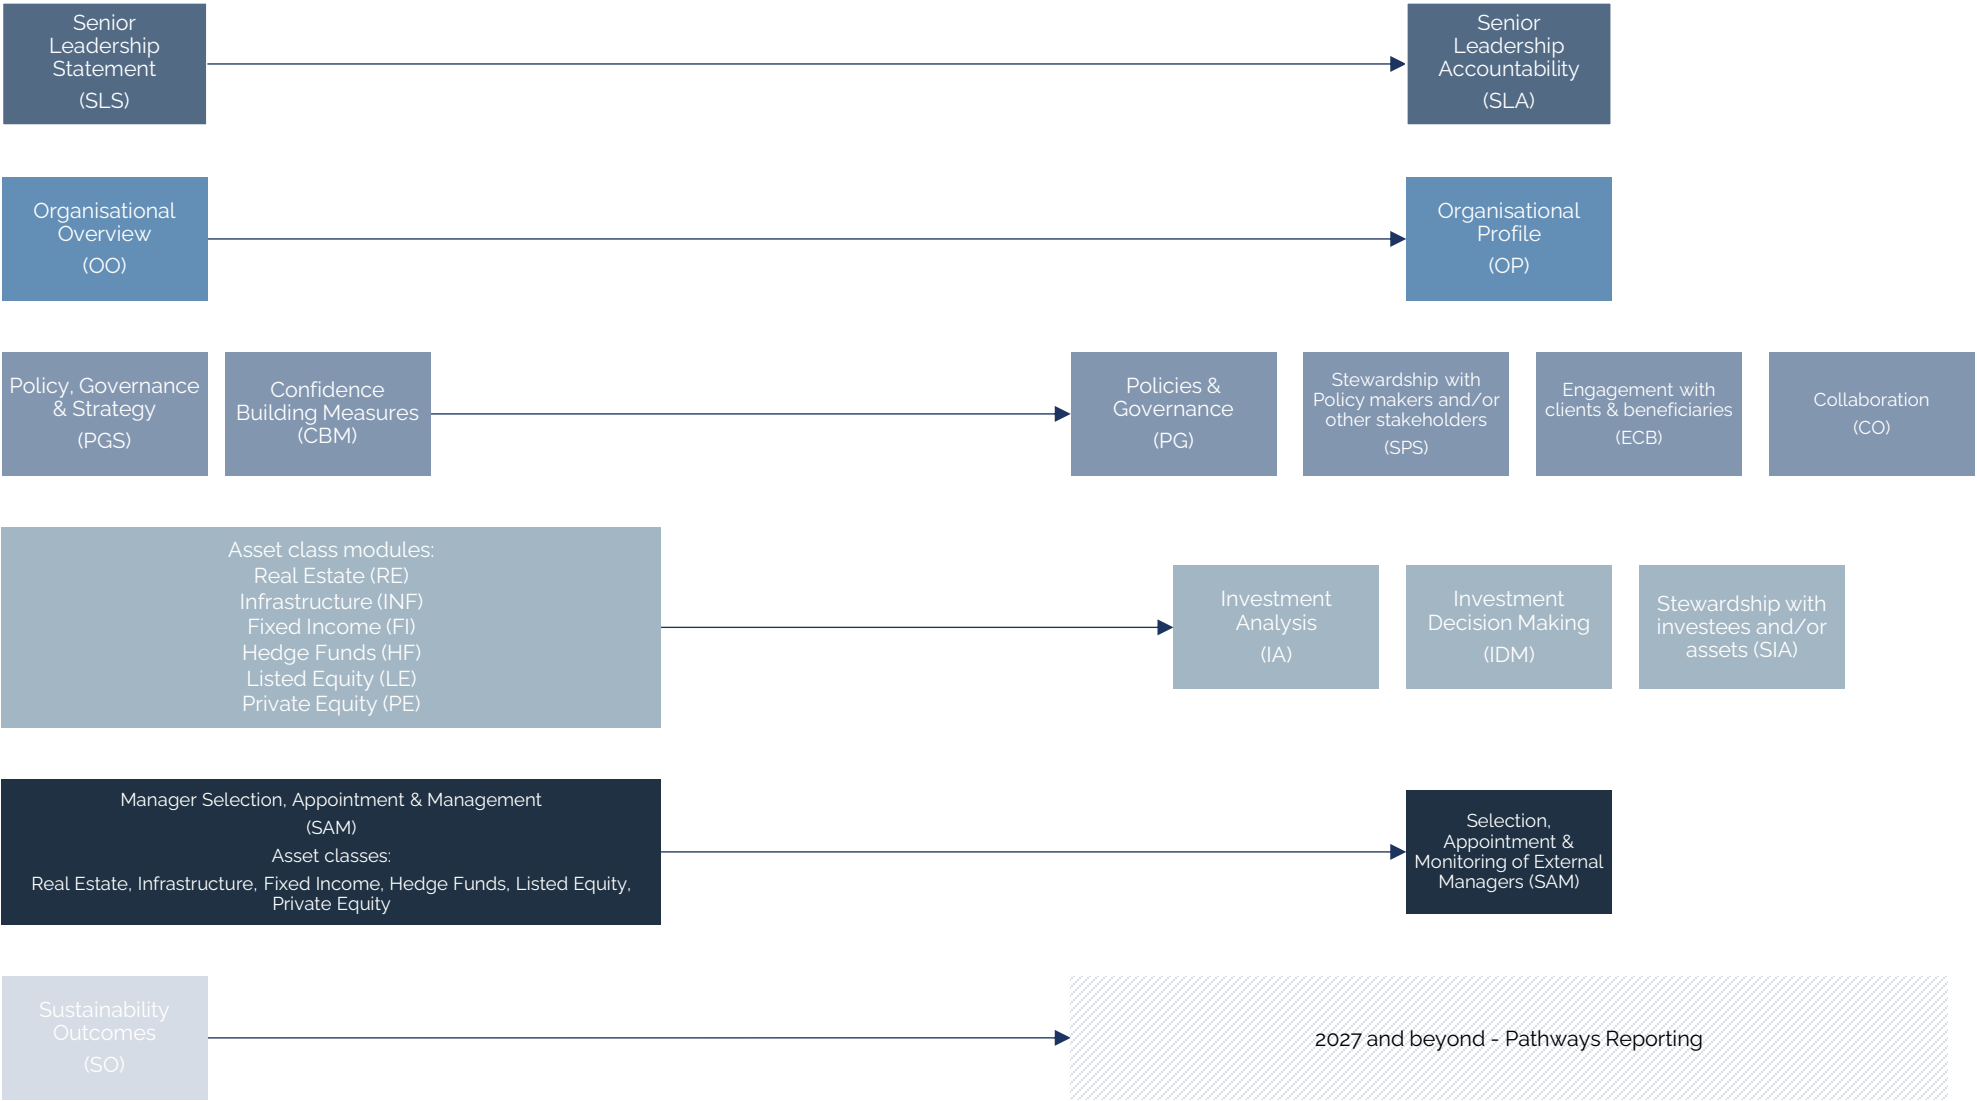 Senior
Leadership
Statement
(SLS)
Senior
Leadership
Accountability
(SLA)
Organisational
Overview
(OO)
Organisational
Profile
(OP)
Policy, Governance
& Strategy
(PGS)
Confidence
Building Measures
(CBM)
Policies &
Governance
(PG)
Stewardship with
Policy makers and/or
other stakeholders
(SPS)
Engagement with
clients & beneficiaries
(ECB)
Collaboration
(CO)
Asset class modules:
Real Estate (RE)
Infrastructure (INF)
Fixed Income (FI)
Hedge Funds (HF)
Listed Equity (LE)
Private Equity (PE)
Investment
Analysis
(IA)
Investment
Decision Making
(IDM)
Stewardship with
investees and/or
assets (SIA)
Manager Selection, Appointment & Management
(SAM)
Asset classes:
Real Estate, Infrastructure, Fixed Income, Hedge Funds, Listed Equity,
Private Equity
Selection,
Appointment &
Monitoring of External
Managers (SAM)
Sustainability
Outcomes
(SO)
2027 and beyond - Pathways Reporting